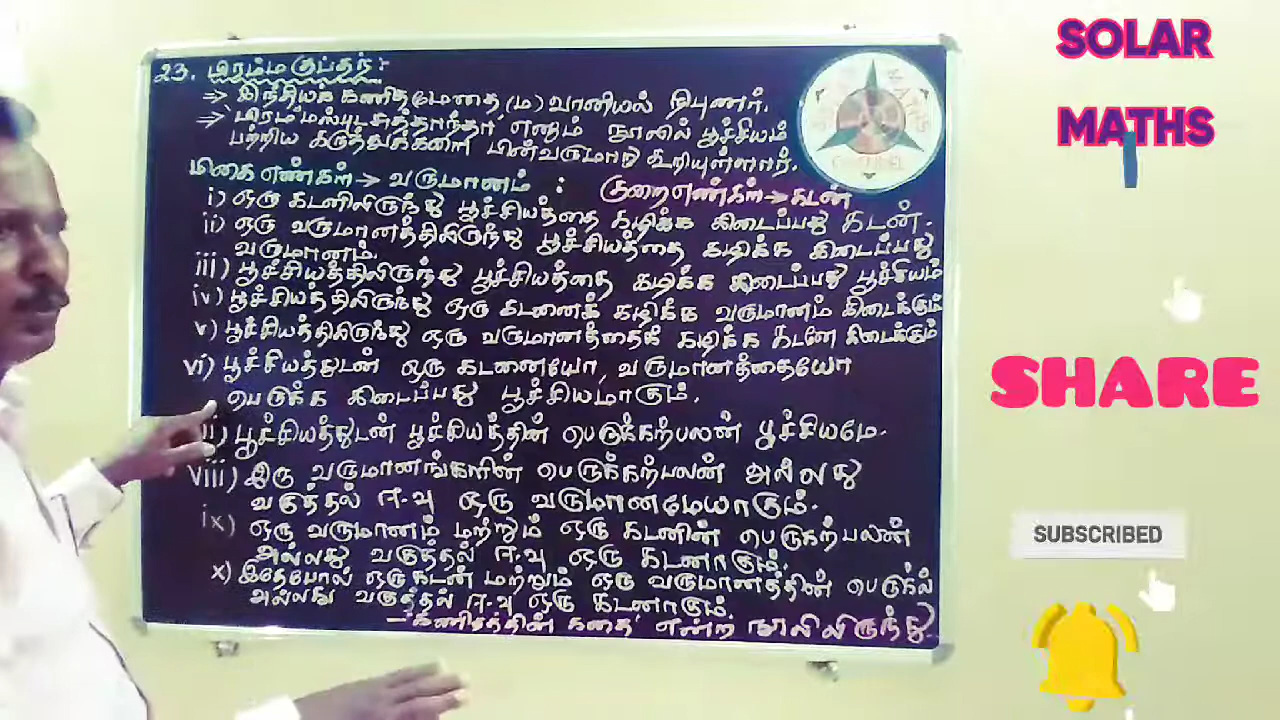 SOLAR
MATHS
23. பிரம்மகுப்தர் :-
⇒ இந்தியக் கணிதமேதை (ம) வானியல் நிபுணர்.
⇒ 'பிரம்மஸ்புடசித்தாந்தா' எனும் நூலில் பூச்சியம்
பற்றிய கருத்துக்களை பின்வருமாறு கூறியுள்ளார்.
மிகை எண்கள் → வருமானம் : குறை எண்கள் → கடன்
i) ஒரு கடனிலிருந்து பூச்சியத்தை கழிக்க கிடைப்பது கடன்.
ii) ஒரு வருமானத்திலிருந்து பூச்சியத்தை கழிக்க கிடைப்பது
வருமானம்.
iii) பூச்சியத்திலிருந்து பூச்சியத்தை கழிக்க கிடைப்பது பூச்சியம்
iv) பூச்சியத்திலிருந்து ஒரு கடனைக் கழிக்க வருமானம் கிடைக்கும்
v) பூச்சியத்திலிருந்து ஒரு வருமானத்தைக் கழிக்க கடனே கிடைக்கும்
vi) பூச்சியத்துடன் ஒரு கடனையோ, வருமானத்தையோ
பெருக்க கிடைப்பது பூச்சியமாகும்.
பூச்சியத்துடன் பூச்சியத்தின் பெருக்கற்பலன் பூச்சியமே.
viii) இரு வருமானங்களின் பெருக்கற்பலன் அல்லது
வகுத்தல் ஈவு ஒரு வருமானமேயாகும்.
ix) ஒரு வருமானம் மற்றும் ஒரு கடனின் பெருகற்பலன்
அல்லது வகுத்தல் ஈவு ஒரு கடனாகும்.
x) இதேபோல் ஒரு கடன் மற்றும் ஒரு வருமானத்தின் பெருக்கல்
அல்லது வகுத்தல் ஈவு ஒரு கடனாகும்.
- 'கணிதத்தின் கதை' என்ற நூலிலிருந்து.
SHARE
SUBSCRIBED